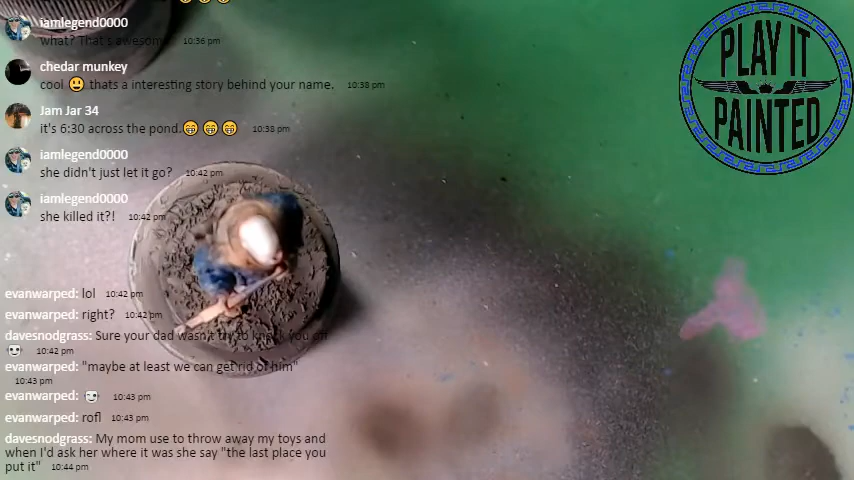 iamlegend0000
what? That's awesome 10:36 pm
chedar munkey
cool 😃 thats a interesting story behind your name. 10:38 pm
Jam Jar 34
it's 6:30 across the pond.😁 😁 😁 10:38 pm
iamlegend0000
she didn't just let it go? 10:42 pm
iamlegend0000
she killed it?! 10:42 pm
evanwarped: lol 10:42 pm
evanwarped: right? 10:42 pm
davesnodgrass: Sure your dad wasn't try to knock you off
10:42 pm
evanwarped: "maybe at least we can get rid of him"
10:43 pm
evanwarped: 10:43 pm
evanwarped: rofl 10:43 pm
davesnodgrass: My mom use to throw away my toys and
when I'd ask her where it was she say "the last place you
put it" 10:44 pm
PLAY IT
PAINTED